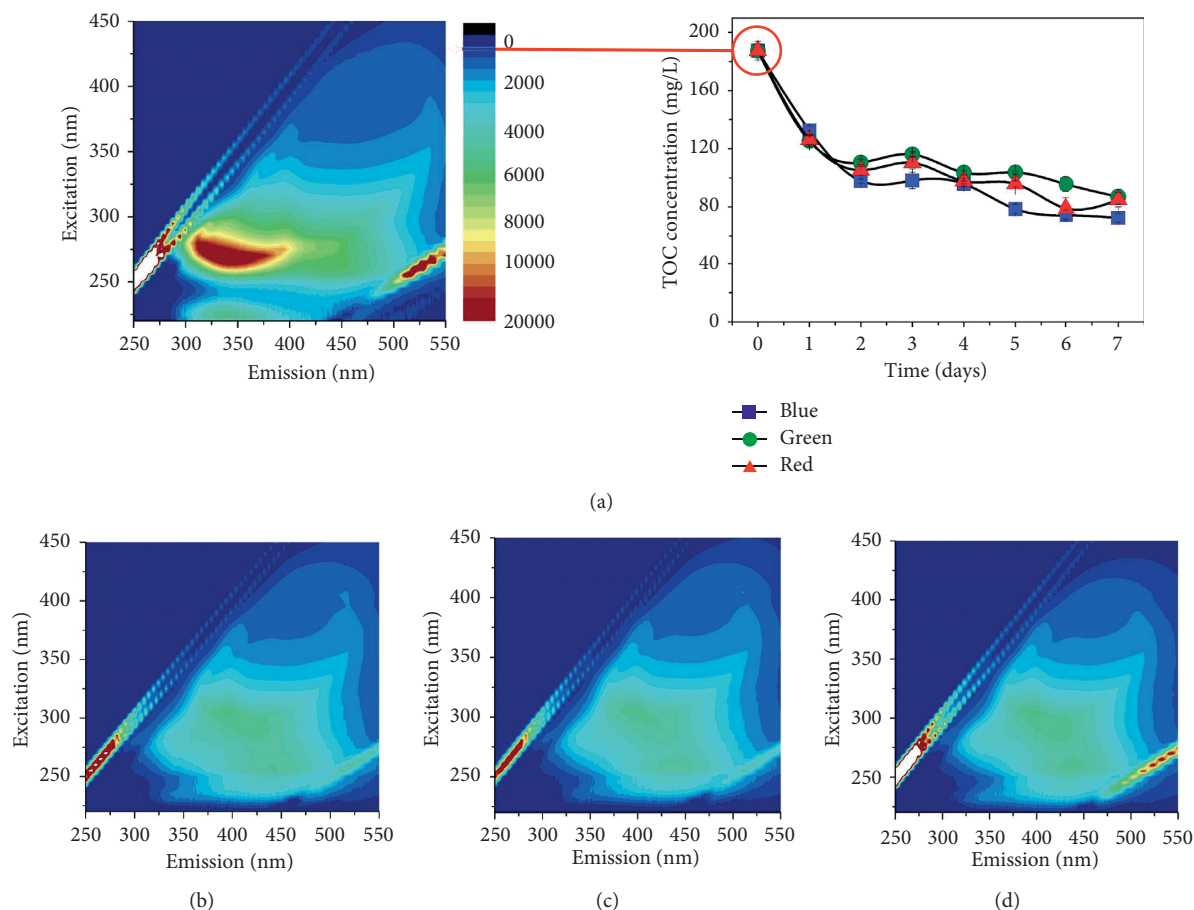 450
400
350
300
250
Excitation (nm)
250 300 350 400 450 500 550
Emission (nm)
0
2000
4000
6000
8000
10000
20000
200
160
120
80
40
0
TOC concentration (mg/L)
0 1 2 3 4 5 6 7
Time (days)
Blue
Green
Red
(a)
450
400
350
300
250
Excitation (nm)
250 300 350 400 450 500 550
Emission (nm)
(b)
450
400
350
300
250
Excitation (nm)
250 300 350 400 450 500 550
Emission (nm)
(c)
450
400
350
300
250
Excitation (nm)
250 300 350 400 450 500 550
Emission (nm)
(d)